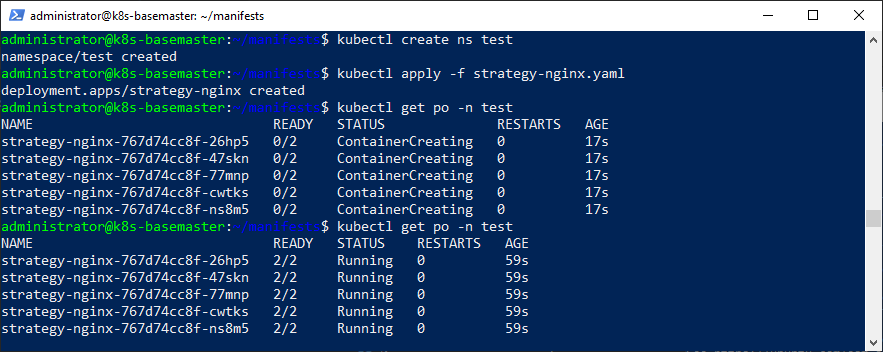 administrator@k8s-basemaster: ~/manifests
administrator@k8s-basemaster:~/manifests$ kubectl create ns test
namespace/test created
administrator@k8s-basemaster:~/manifests$ kubectl apply -f strategy-nginx.yaml
deployment.apps/strategy-nginx created
administrator@k8s-basemaster:~/manifests$ kubectl get po -n test
NAME                              READY   STATUS              RESTARTS   AGE
strategy-nginx-767d74cc8f-26hp5   0/2     ContainerCreating   0          17s
strategy-nginx-767d74cc8f-47skn   0/2     ContainerCreating   0          17s
strategy-nginx-767d74cc8f-77mnp   0/2     ContainerCreating   0          17s
strategy-nginx-767d74cc8f-cwtks   0/2     ContainerCreating   0          17s
strategy-nginx-767d74cc8f-ns8m5   0/2     ContainerCreating   0          17s
administrator@k8s-basemaster:~/manifests$ kubectl get po -n test
NAME                              READY   STATUS    RESTARTS   AGE
strategy-nginx-767d74cc8f-26hp5   2/2     Running   0          59s
strategy-nginx-767d74cc8f-47skn   2/2     Running   0          59s
strategy-nginx-767d74cc8f-77mnp   2/2     Running   0          59s
strategy-nginx-767d74cc8f-cwtks   2/2     Running   0          59s
strategy-nginx-767d74cc8f-ns8m5   2/2     Running   0          59s